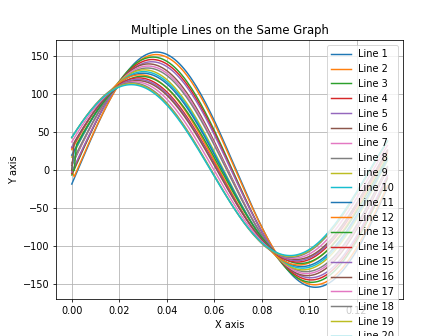 Multiple Lines on the Same Graph
Y axis
150
100
50
0
−50
−100
−150
0.00
0.02
0.04
0.06
0.08
0.10
X axis
Line 1
Line 2
Line 3
Line 4
Line 5
Line 6
Line 7
Line 8
Line 9
Line 10
Line 11
Line 12
Line 13
Line 14
Line 15
Line 16
Line 17
Line 18
Line 19
Line 20